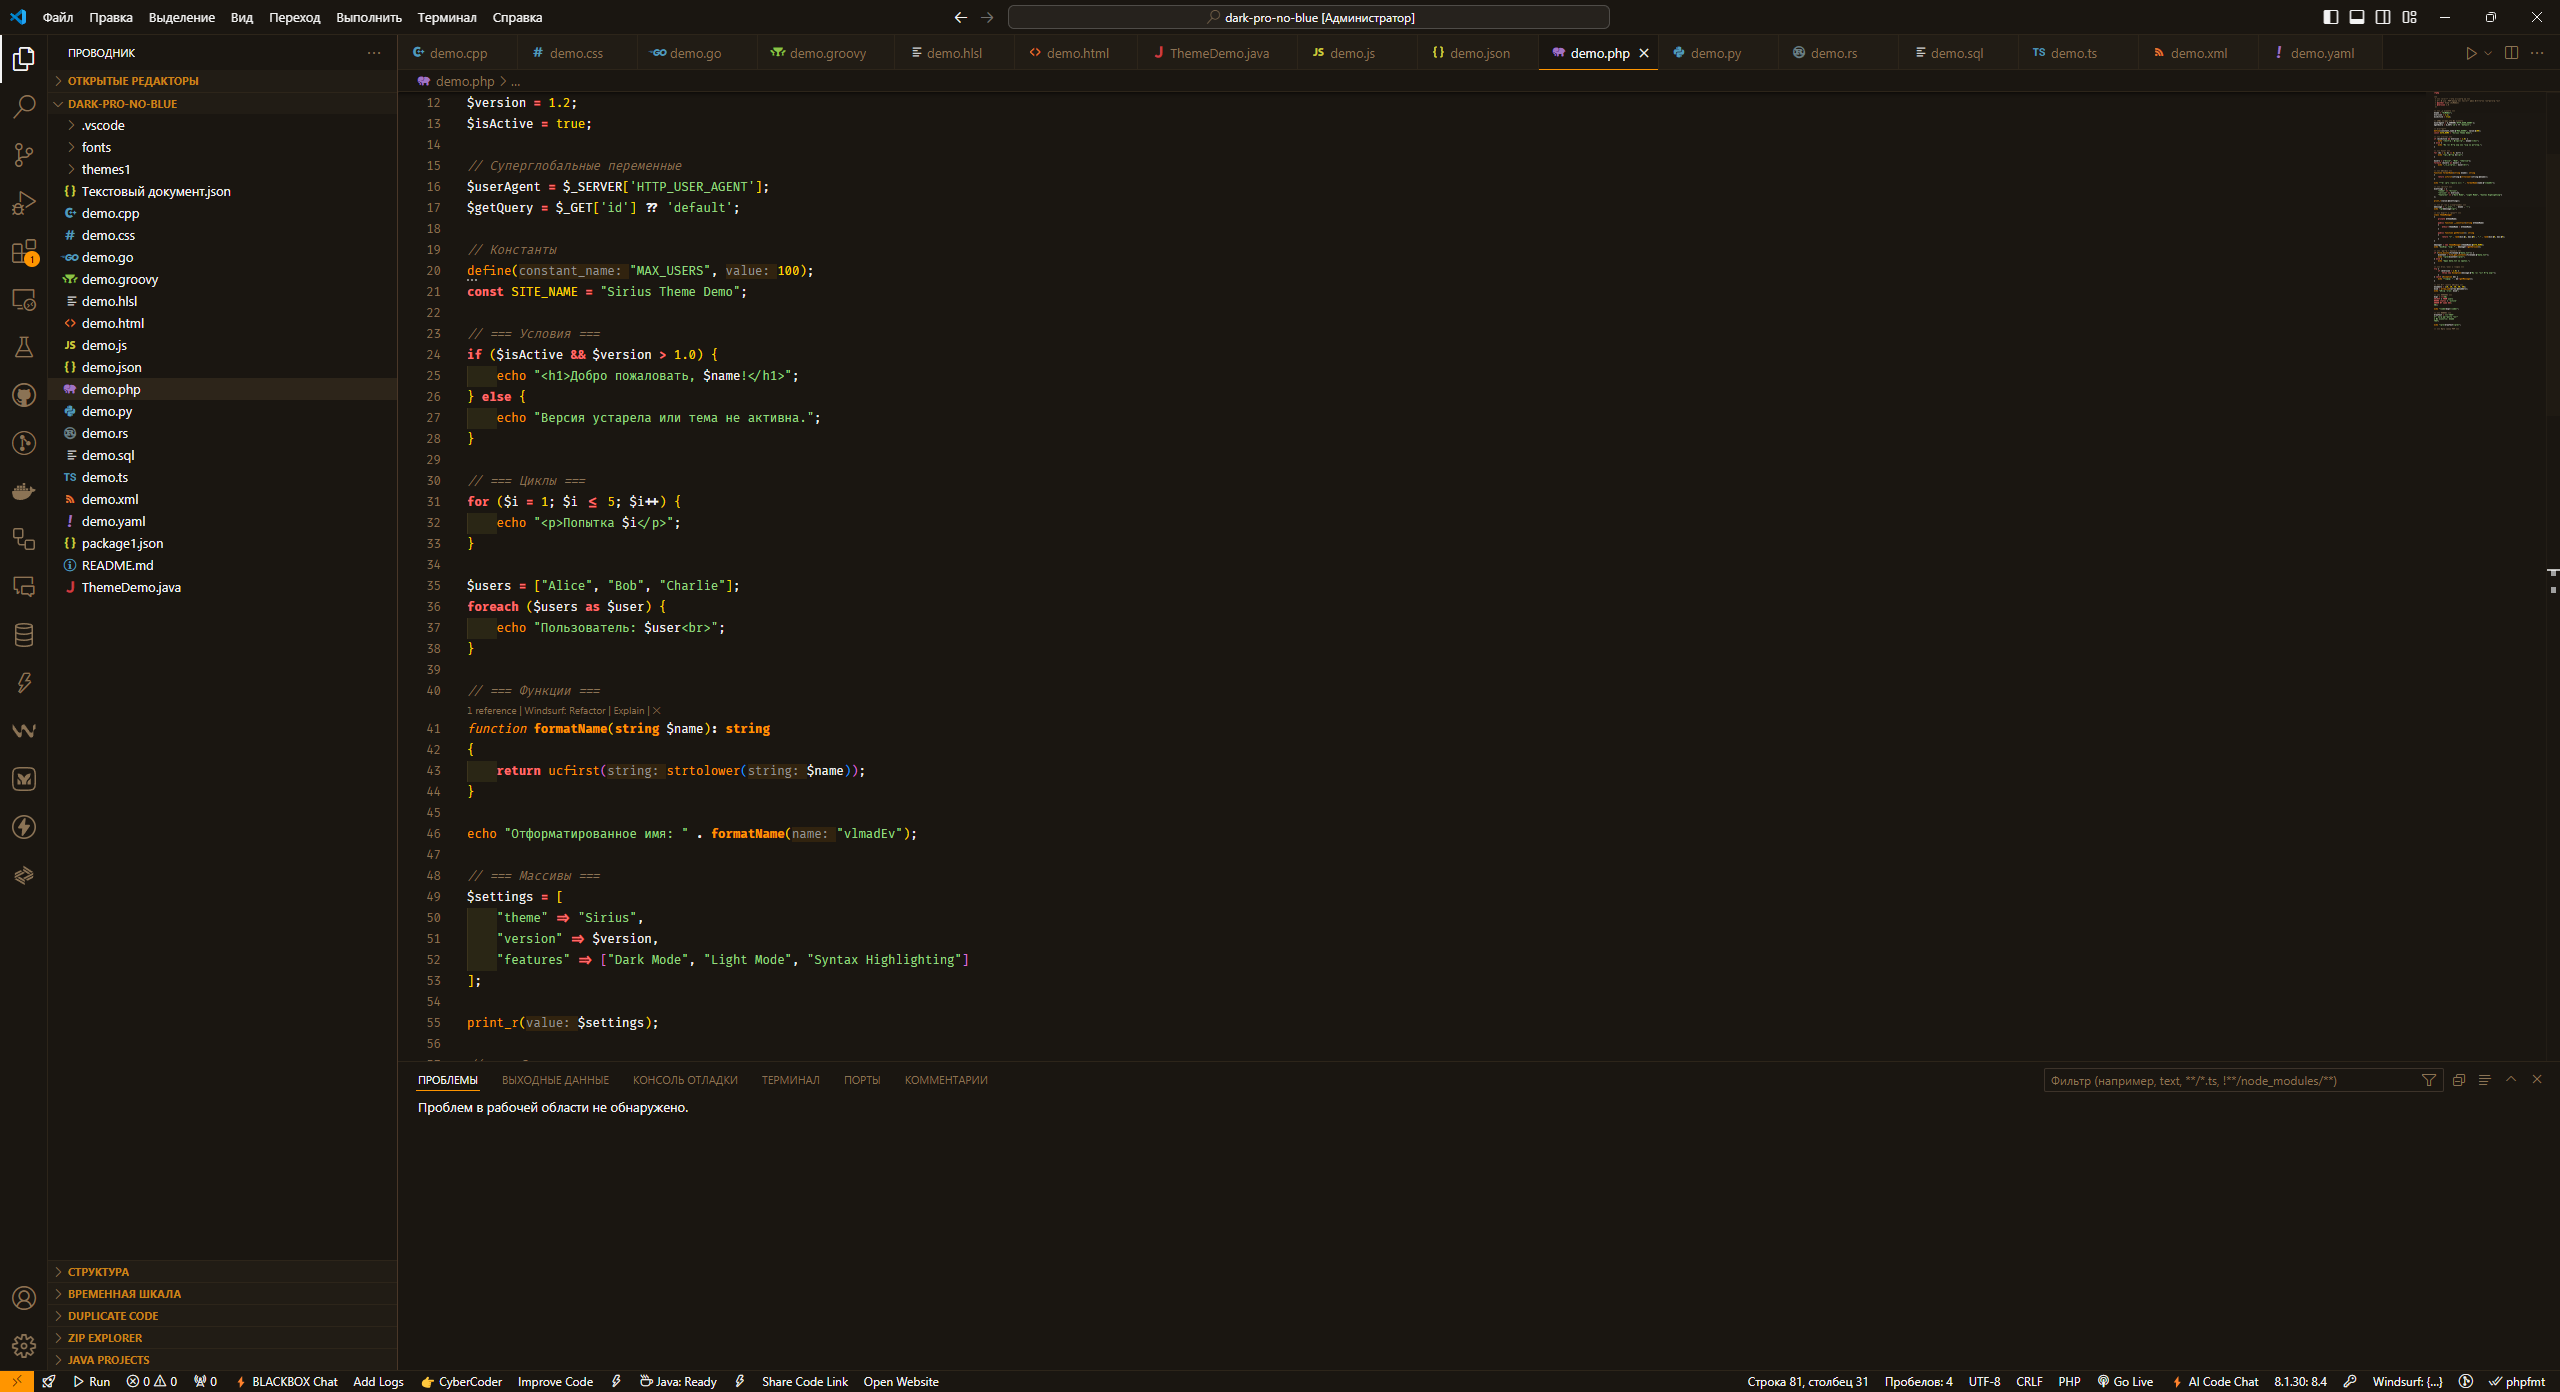 Файл Правка Выделение Вид Переход Выполнить Терминал Справка
dark-pro-no-blue [Администратор]
ПРОВОДНИК
ОТКРЫТЫЕ РЕДАКТОРЫ
DARK-PRO-NO-BLUE
.vscode
fonts
themes1
Текстовый документ.json
demo.cpp
demo.css
demo.go
demo.groovy
demo.hlsl
demo.html
demo.js
demo.json
demo.php
demo.py
demo.rs
demo.sql
demo.ts
demo.xml
demo.yaml
package1.json
README.md
ThemeDemo.java
СТРУКТУРА
ВРЕМЕННАЯ ШКАЛА
DUPLICATE CODE
ZIP EXPLORER
JAVA PROJECTS
demo.cpp demo.css demo.go demo.groovy demo.hlsl demo.html ThemeDemo.java demo.js demo.json demo.php demo.py demo.rs demo.sql demo.ts demo.xml demo.yaml
demo.php > ...
12 $version = 1.2;
13 $isActive = true;
14
15 // Суперглобальные переменные
16 $userAgent = $_SERVER['HTTP_USER_AGENT'];
17 $getQuery = $_GET['id'] ?? 'default';
18
19 // Константы
20 define(constant_name: "MAX_USERS", value: 100);
21 const SITE_NAME = "Sirius Theme Demo";
22
23 // === Условия ===
24 if ($isActive && $version > 1.0) {
25 echo "<h1>Добро пожаловать, $name!</h1>";
26 } else {
27 echo "Версия устарела или тема не активна.";
28 }
29
30 // === Циклы ===
31 for ($i = 1; $i ≤ 5; $i++) {
32 echo "<p>Попытка $i</p>";
33 }
34
35 $users = ["Alice", "Bob", "Charlie"];
36 foreach ($users as $user) {
37 echo "Пользователь: $user<br>";
38 }
39
40 // === Функции ===
1 reference | Windsurf: Refactor | Explain | ×
41 function formatName(string $name): string
42 {
43 return ucfirst(string: strtolower(string: $name));
44 }
45
46 echo "Отформатированное имя: " . formatName(name: "vlmadEv");
47
48 // === Массивы ===
49 $settings = [
50 "theme" => "Sirius",
51 "version" => $version,
52 "features" => ["Dark Mode", "Light Mode", "Syntax Highlighting"]
53 ];
54
55 print_r(value: $settings);
56
ПРОБЛЕМЫ ВЫХОДНЫЕ ДАННЫЕ КОНСОЛЬ ОТЛАДКИ ТЕРМИНАЛ ПОРТЫ КОММЕНТАРИИ
Фильтр (например, text, **/*.ts, !**/node_modules/**)
Проблем в рабочей области не обнаружено.
Run 0 0 0 BLACKBOX Chat Add Logs CyberCoder Improve Code Java: Ready Share Code Link Open Website
Строка 81, столбец 31 Пробелов: 4 UTF-8 CRLF PHP Go Live AI Code Chat 8.1.30: 8.4 Windsurf: {...} phpfmt